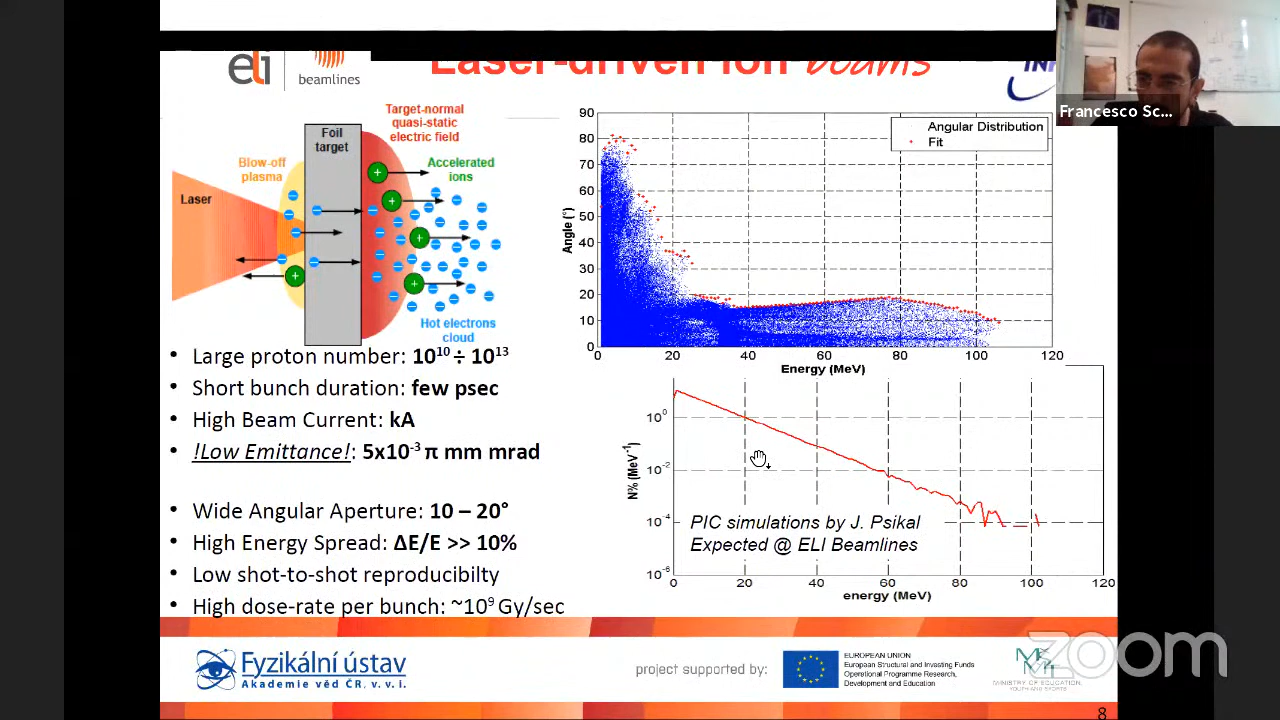 eli
beamlines
Laser-driven ion beams
INFN
Francesco Sc...
Target-normal
quasi-static
electric field
Foil
target
Blow-off
plasma
Accelerated
ions
Laser
Hot electrons
cloud
90
80
70
60
50
40
30
20
10
0
Angle (°)
Angular Distribution
Fit
0 20 40 60 80 100 120
Energy (MeV)
• Large proton number: 10¹⁰ ÷ 10¹³
• Short bunch duration: few psec
• High Beam Current: kA
• !Low Emittance!: 5x10⁻³ π mm mrad
• Wide Angular Aperture: 10 – 20°
• High Energy Spread: ΔE/E >> 10%
• Low shot-to-shot reproducibilty
• High dose-rate per bunch: ~10⁹ Gy/sec
10⁰
10⁻²
10⁻⁴
10⁻⁶
N% (MeV⁻¹)
PIC simulations by J. Psikal
Expected @ ELI Beamlines
0 20 40 60 80 100 120
energy (MeV)
Fyzikální ústav
Akademie věd ČR, v. v. i.
project supported by:
EUROPEAN UNION
European Structural and Investing Funds
Operational Programme Research,
Development and Education
MINISTRY OF EDUCATION,
YOUTH AND SPORTS
zoom
8